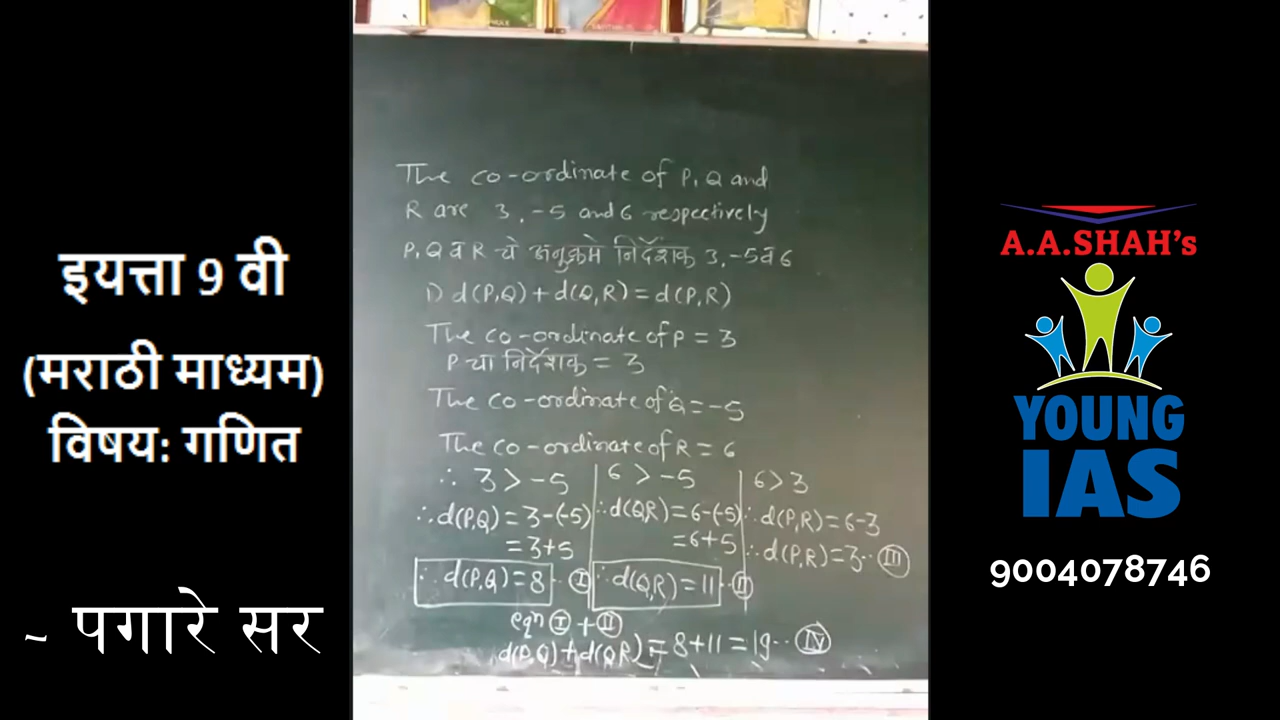 इयत्ता 9 वी
(मराठी माध्यम)
विषय: गणित
~ पगारे सर
The co-ordinate of P, Q and
R are 3, -5 and 6 respectively
P, Q व R चे अनुक्रमे निर्देशक 3, -5 व 6
1) d(P,Q) + d(Q,R) = d(P,R)
The co-ordinate of P = 3
P चा निर्देशक = 3
The co-ordinate of Q = -5
The co-ordinate of R = 6
∴ 3 > -5
∴ d(P,Q) = 3-(-5)
= 3+5
∴ d(P,Q) = 8 .. Ⅰ
6 > -5
∴ d(Q,R) = 6-(-5)
= 6+5
∴ d(Q,R) = 11 .. Ⅱ
6 > 3
∴ d(P,R) = 6-3
∴ d(P,R) = 3 .. Ⅲ
eqn Ⅰ + Ⅱ
d(P,Q) + d(Q,R) = 8+11 = 19 .. Ⅳ
A.A.SHAH's
YOUNG
IAS
9004078746